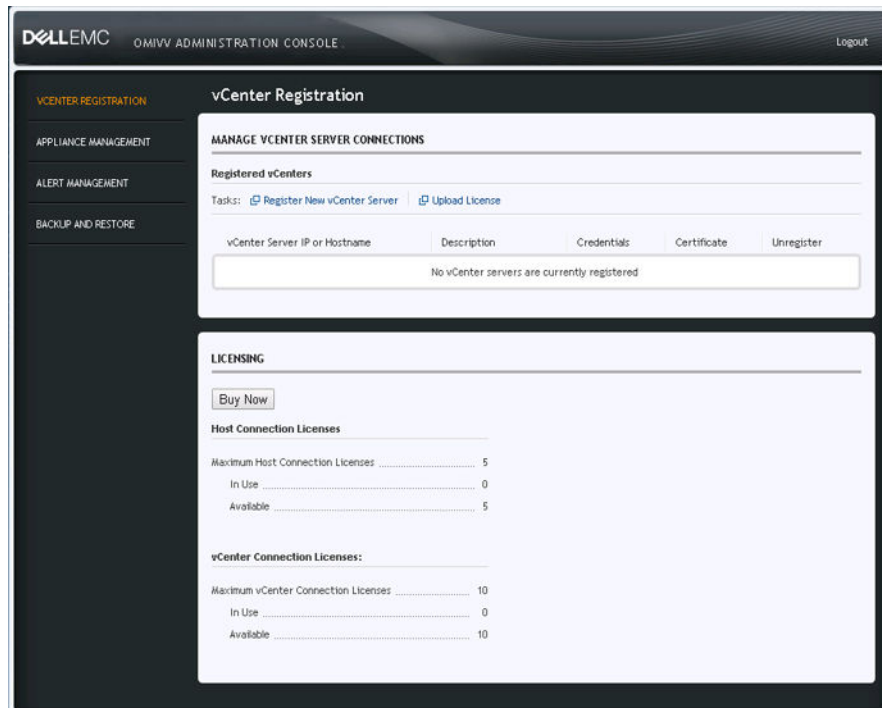 DELLEMC OMIVV ADMINISTRATION CONSOLE
Logout
VCENTER REGISTRATION
APPLIANCE MANAGEMENT
ALERT MANAGEMENT
BACKUP AND RESTORE
vCenter Registration
MANAGE VCENTER SERVER CONNECTIONS
Registered vCenters
Tasks: Register New vCenter Server Upload License
vCenter Server IP or Hostname Description Credentials Certificate Unregister
No vCenter servers are currently registered
LICENSING
Buy Now
Host Connection Licenses
Maximum Host Connection Licenses 5
In Use 0
Available 5
vCenter Connection Licenses:
Maximum vCenter Connection Licenses 10
In Use 0
Available 10